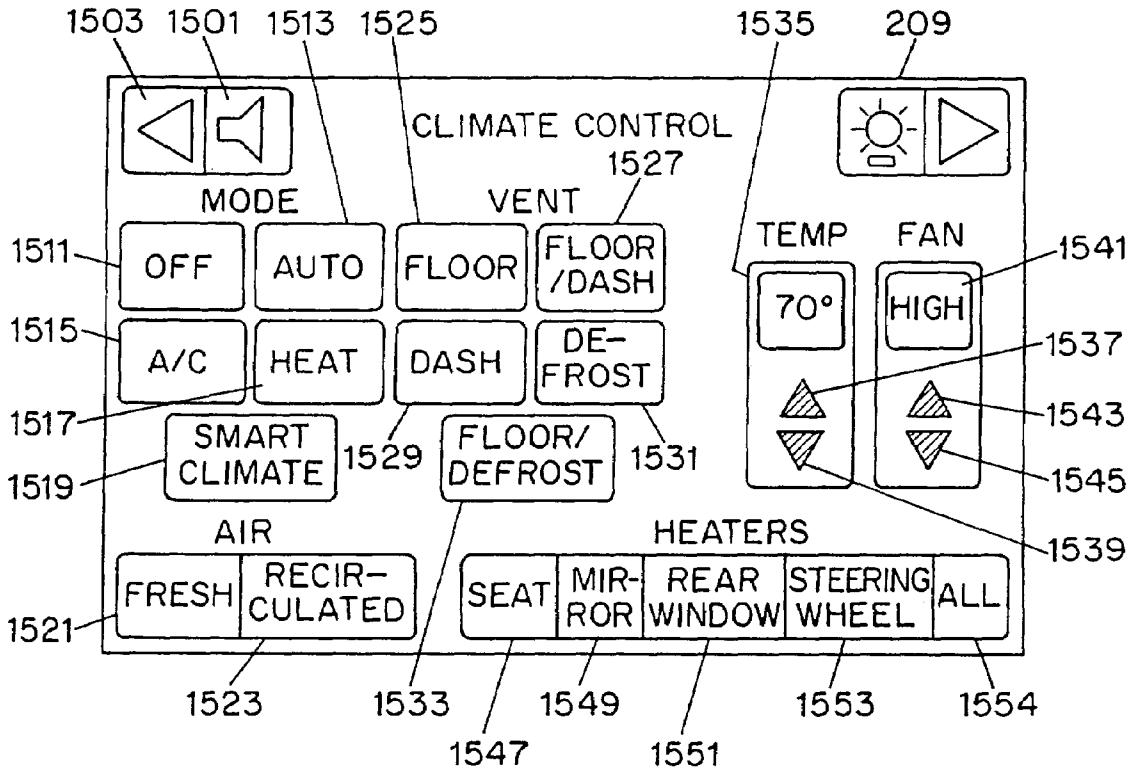 1503 1501 1513 1525 1535 209
CLIMATE CONTROL
1527
MODE VENT
TEMP FAN
1511 OFF AUTO FLOOR FLOOR
/DASH
70° HIGH 1541
1515 A/C HEAT DASH DE-
FROST
1537
1517 1543
SMART
CLIMATE
1529 FLOOR/
DEFROST
1531
1519 1545
AIR HEATERS 1539
FRESH RECIR-
CULATED
SEAT MIR-
ROR
REAR
WINDOW
STEERING
WHEEL
ALL
1521
1523 1533 1549 1553 1554
1547 1551